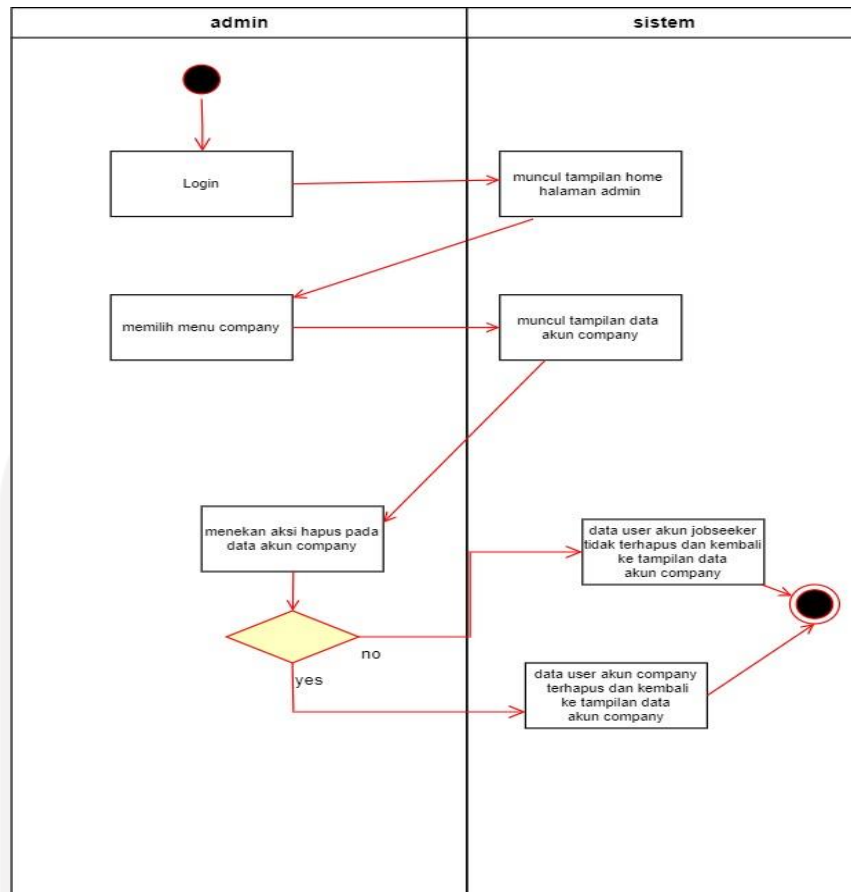 admin
sistem
Login
muncul tampilan home
halaman admin
memilih menu company
muncul tampilan data
akun company
menekan aksi hapus pada
data akun company
data user akun jobseeker
tidak terhapus dan kembali
ke tampilan data
akun company
no
yes
data user akun company
terhapus dan kembali
ke tampilan data
akun company